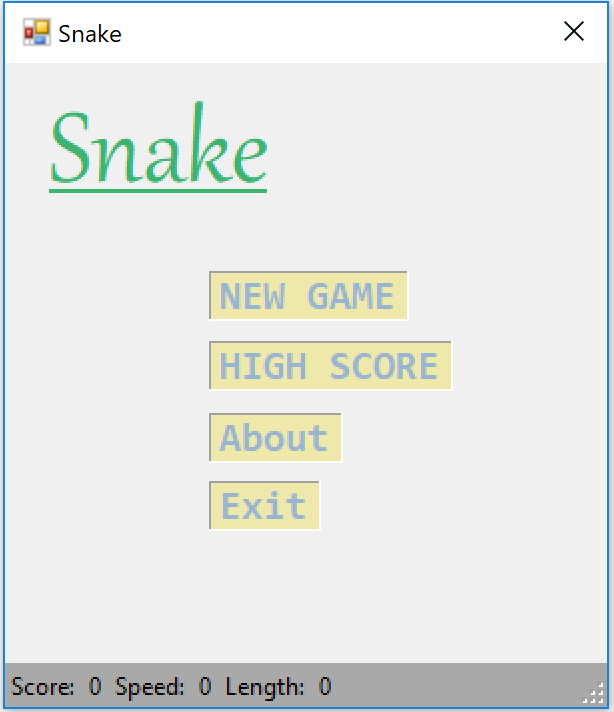 Snake
Snake
NEW GAME
HIGH SCORE
About
Exit
Score: 0 Speed: 0 Length: 0